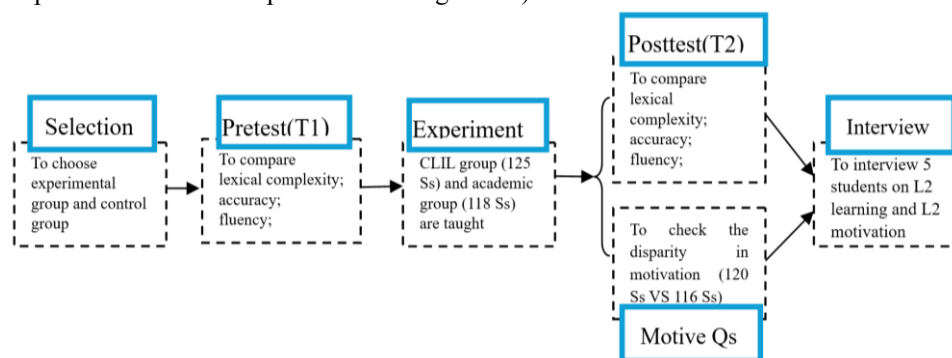 Selection
To choose
experimental
group and control
group
Pretest(T1)
To compare
lexical complexity;
accuracy;
fluency;
Experiment
CLIL group (125
Ss) and academic
group (118 Ss)
are taught
Posttest(T2)
To compare
lexical
complexity;
accuracy;
fluency;
To check the
disparity in
motivation (120
Ss VS 116 Ss)
Motive Qs
Interview
To interview 5
students on L2
learning and L2
motivation